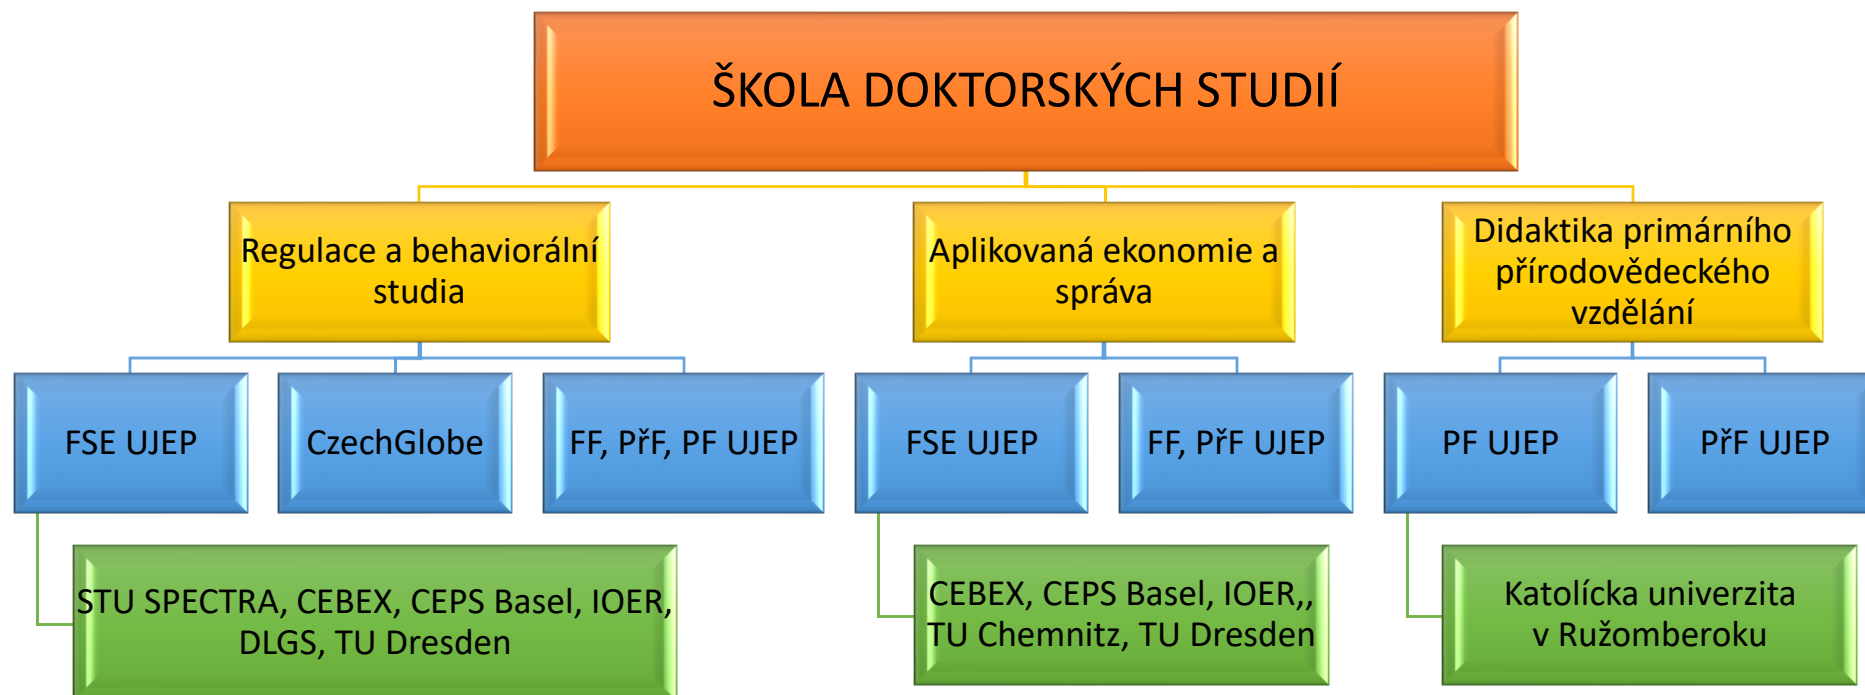 ŠKOLA DOKTORSKÝCH STUDIÍ
Regulace a behaviorální
studia
Aplikovaná ekonomie a
správa
Didaktika primárního
přírodovědeckého
vzdělání
FSE UJEP
CzechGlobe
FF, PřF, PF UJEP
FSE UJEP
FF, PřF UJEP
PF UJEP
PřF UJEP
STU SPECTRA, CEBEX, CEPS Basel, IOER,
DLGS, TU Dresden
CEBEX, CEPS Basel, IOER,,
TU Chemnitz, TU Dresden
Katolícka univerzita
v Ružomberoku